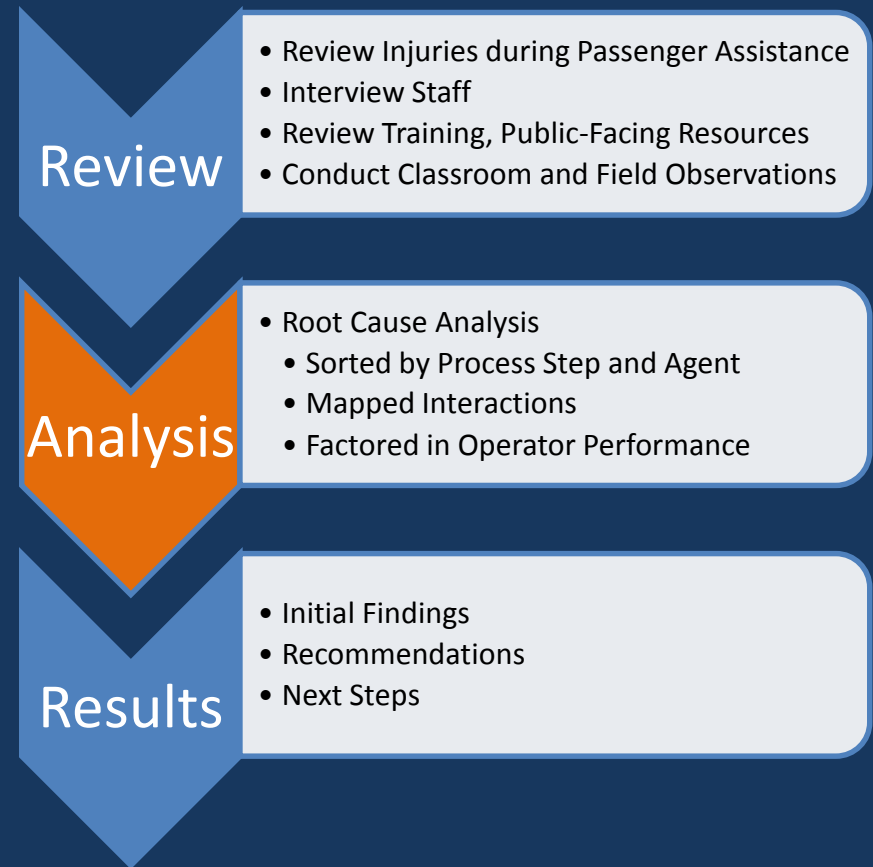 Review
• Review Injuries during Passenger Assistance
• Interview Staff
• Review Training, Public-Facing Resources
• Conduct Classroom and Field Observations
Analysis
• Root Cause Analysis
• Sorted by Process Step and Agent
• Mapped Interactions
• Factored in Operator Performance
Results
• Initial Findings
• Recommendations
• Next Steps